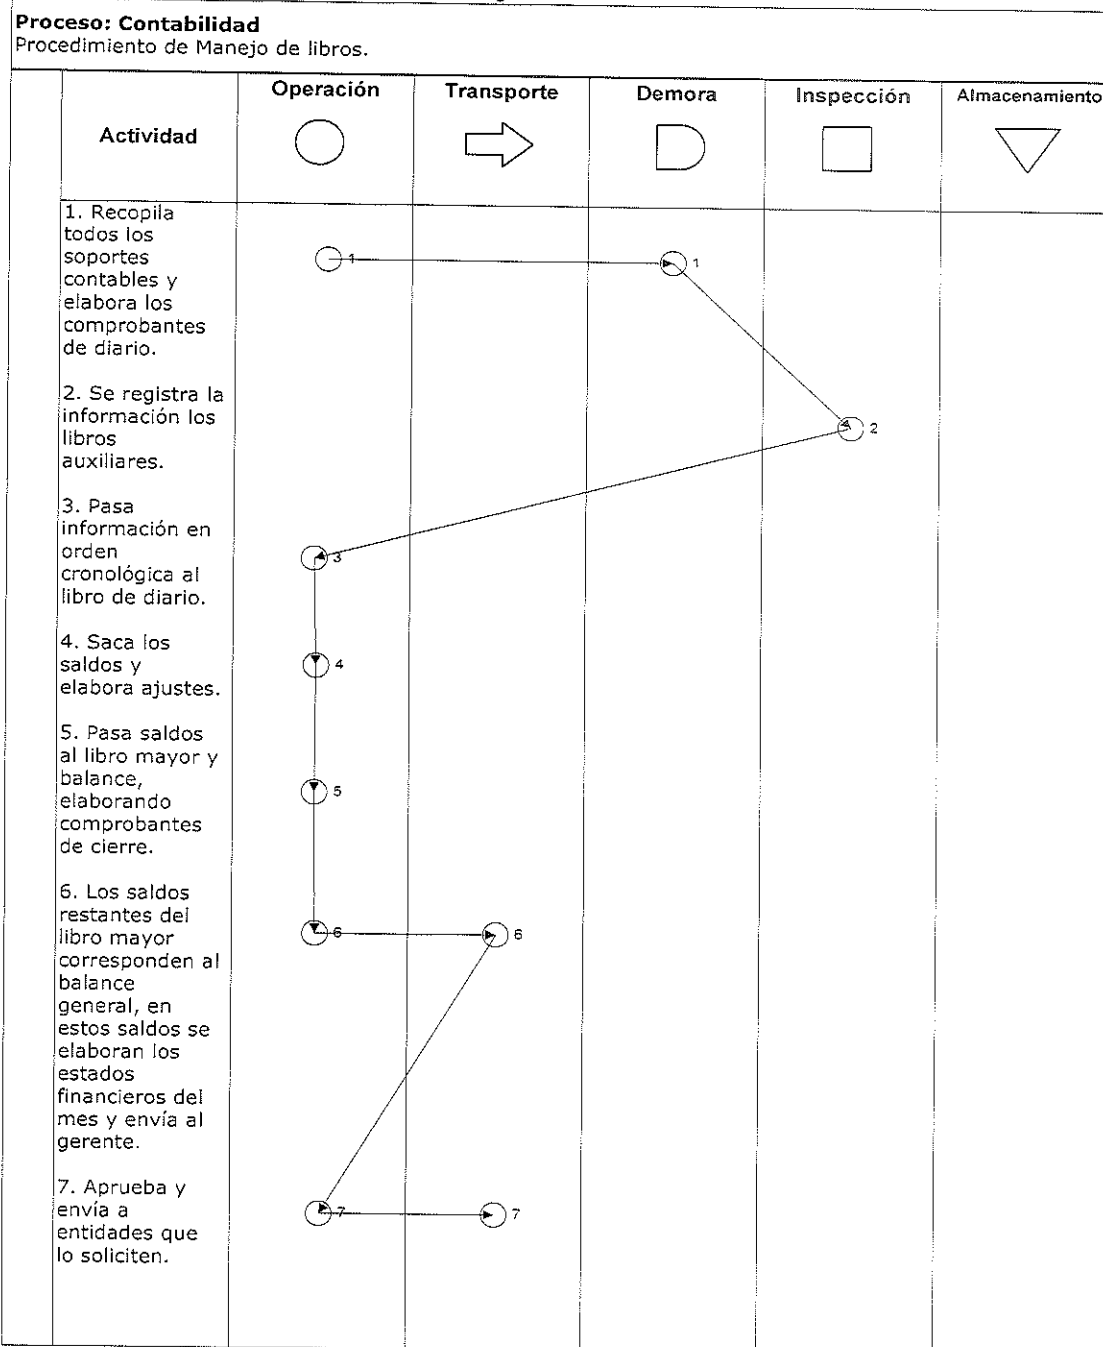 Proceso: Contabilidad
Procedimiento de Manejo de libros.
Actividad
Operación
Transporte
Demora
Inspección
Almacenamiento
1. Recopila
todos los
soportes
contables y
elabora los
comprobantes
de diario.
1
1
2. Se registra la
información los
libros
auxiliares.
2
3. Pasa
información en
orden
cronológica al
libro de diario.
3
4. Saca los
saldos y
elabora ajustes.
4
5. Pasa saldos
al libro mayor y
balance,
elaborando
comprobantes
de cierre.
5
6. Los saldos
restantes del
libro mayor
corresponden al
balance
general, en
estos saldos se
elaboran los
estados
financieros del
mes y envía al
gerente.
6
6
7. Aprueba y
envía a
entidades que
lo soliciten.
7
7